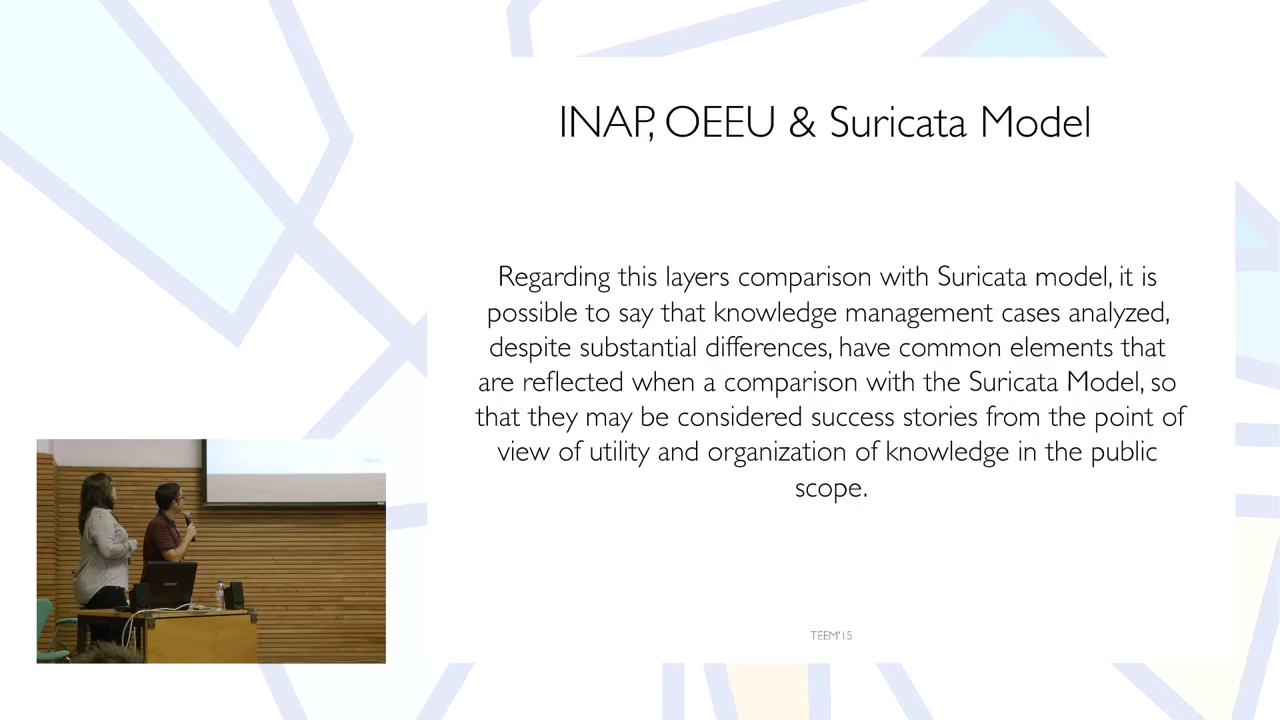 INAP, OEEU & Suricata Model
Regarding this layers comparison with Suricata model, it is
possible to say that knowledge management cases analyzed,
despite substantial differences, have common elements that
are reflected when a comparison with the Suricata Model, so
that they may be considered success stories from the point of
view of utility and organization of knowledge in the public
scope.
TEEM'15